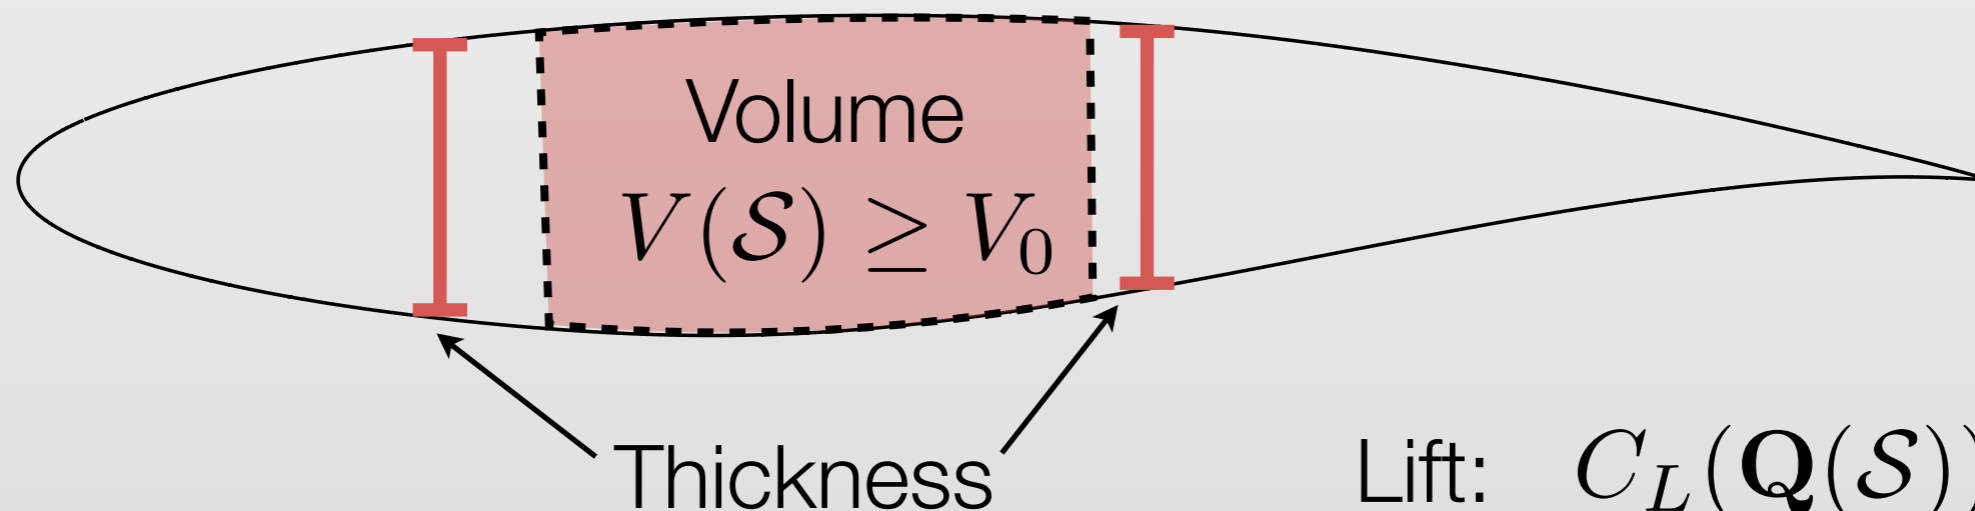 Volume
V(𝒮) ≥ V₀
Thickness
Lift: C_L(𝐐(𝒮))